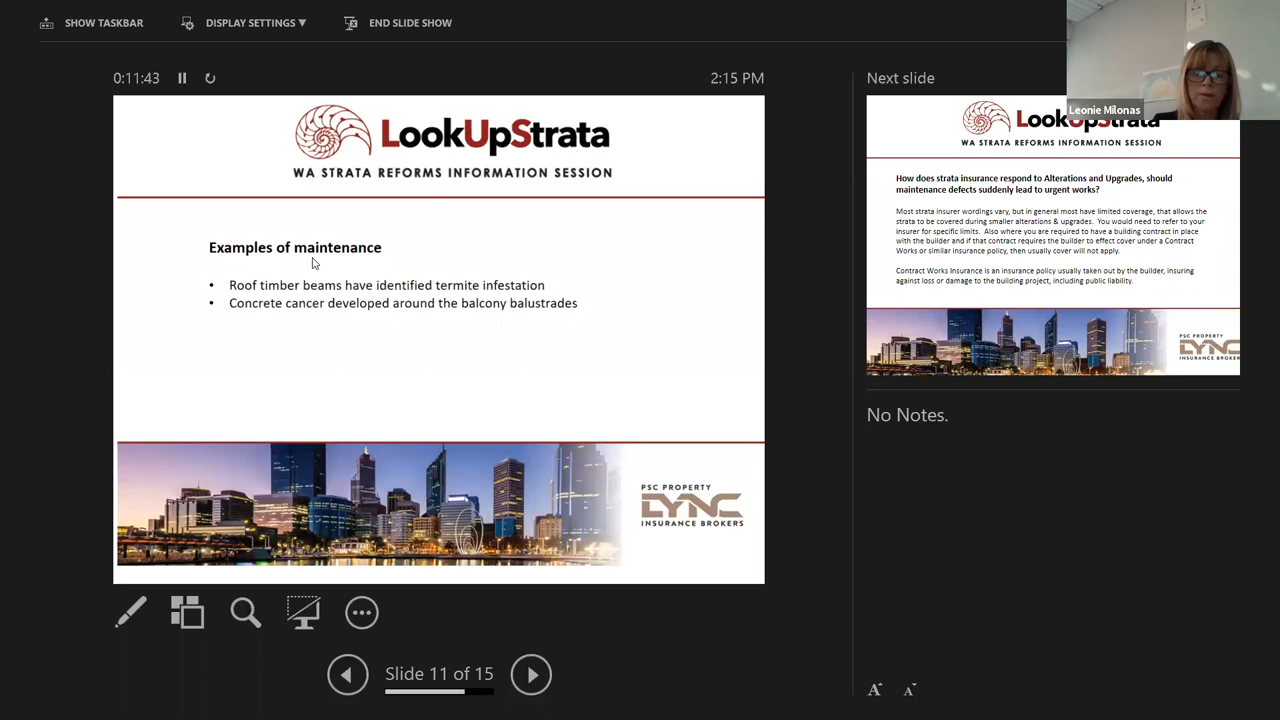 SHOW TASKBAR
DISPLAY SETTINGS ▼
END SLIDE SHOW
0:11:43
2:15 PM
Next slide
Leonie Milonas
LookUpStrata
WA STRATA REFORMS INFORMATION SESSION
Examples of maintenance
• Roof timber beams have identified termite infestation
• Concrete cancer developed around the balcony balustrades
PSC PROPERTY
LYNC
INSURANCE BROKERS
Slide 11 of 15
LookUpStrata
WA STRATA REFORMS INFORMATION SESSION
How does strata insurance respond to Alterations and Upgrades, should
maintenance defects suddenly lead to urgent works?
Most strata insurer wordings vary, but in general most have limited coverage, that allows the
strata to be covered during smaller alterations & upgrades. You would need to refer to your
insurer for specific limits. Also where you are required to have a building contract in place
with the builder and if that contract requires the builder to effect cover under a Contract
Works or similar insurance policy, then usually cover will not apply.
Contract Works Insurance is an insurance policy usually taken out by the builder, insuring
against loss or damage to the building project, including public liability.
PSC PROPERTY
LYNC
INSURANCE BROKERS
No Notes.
A A